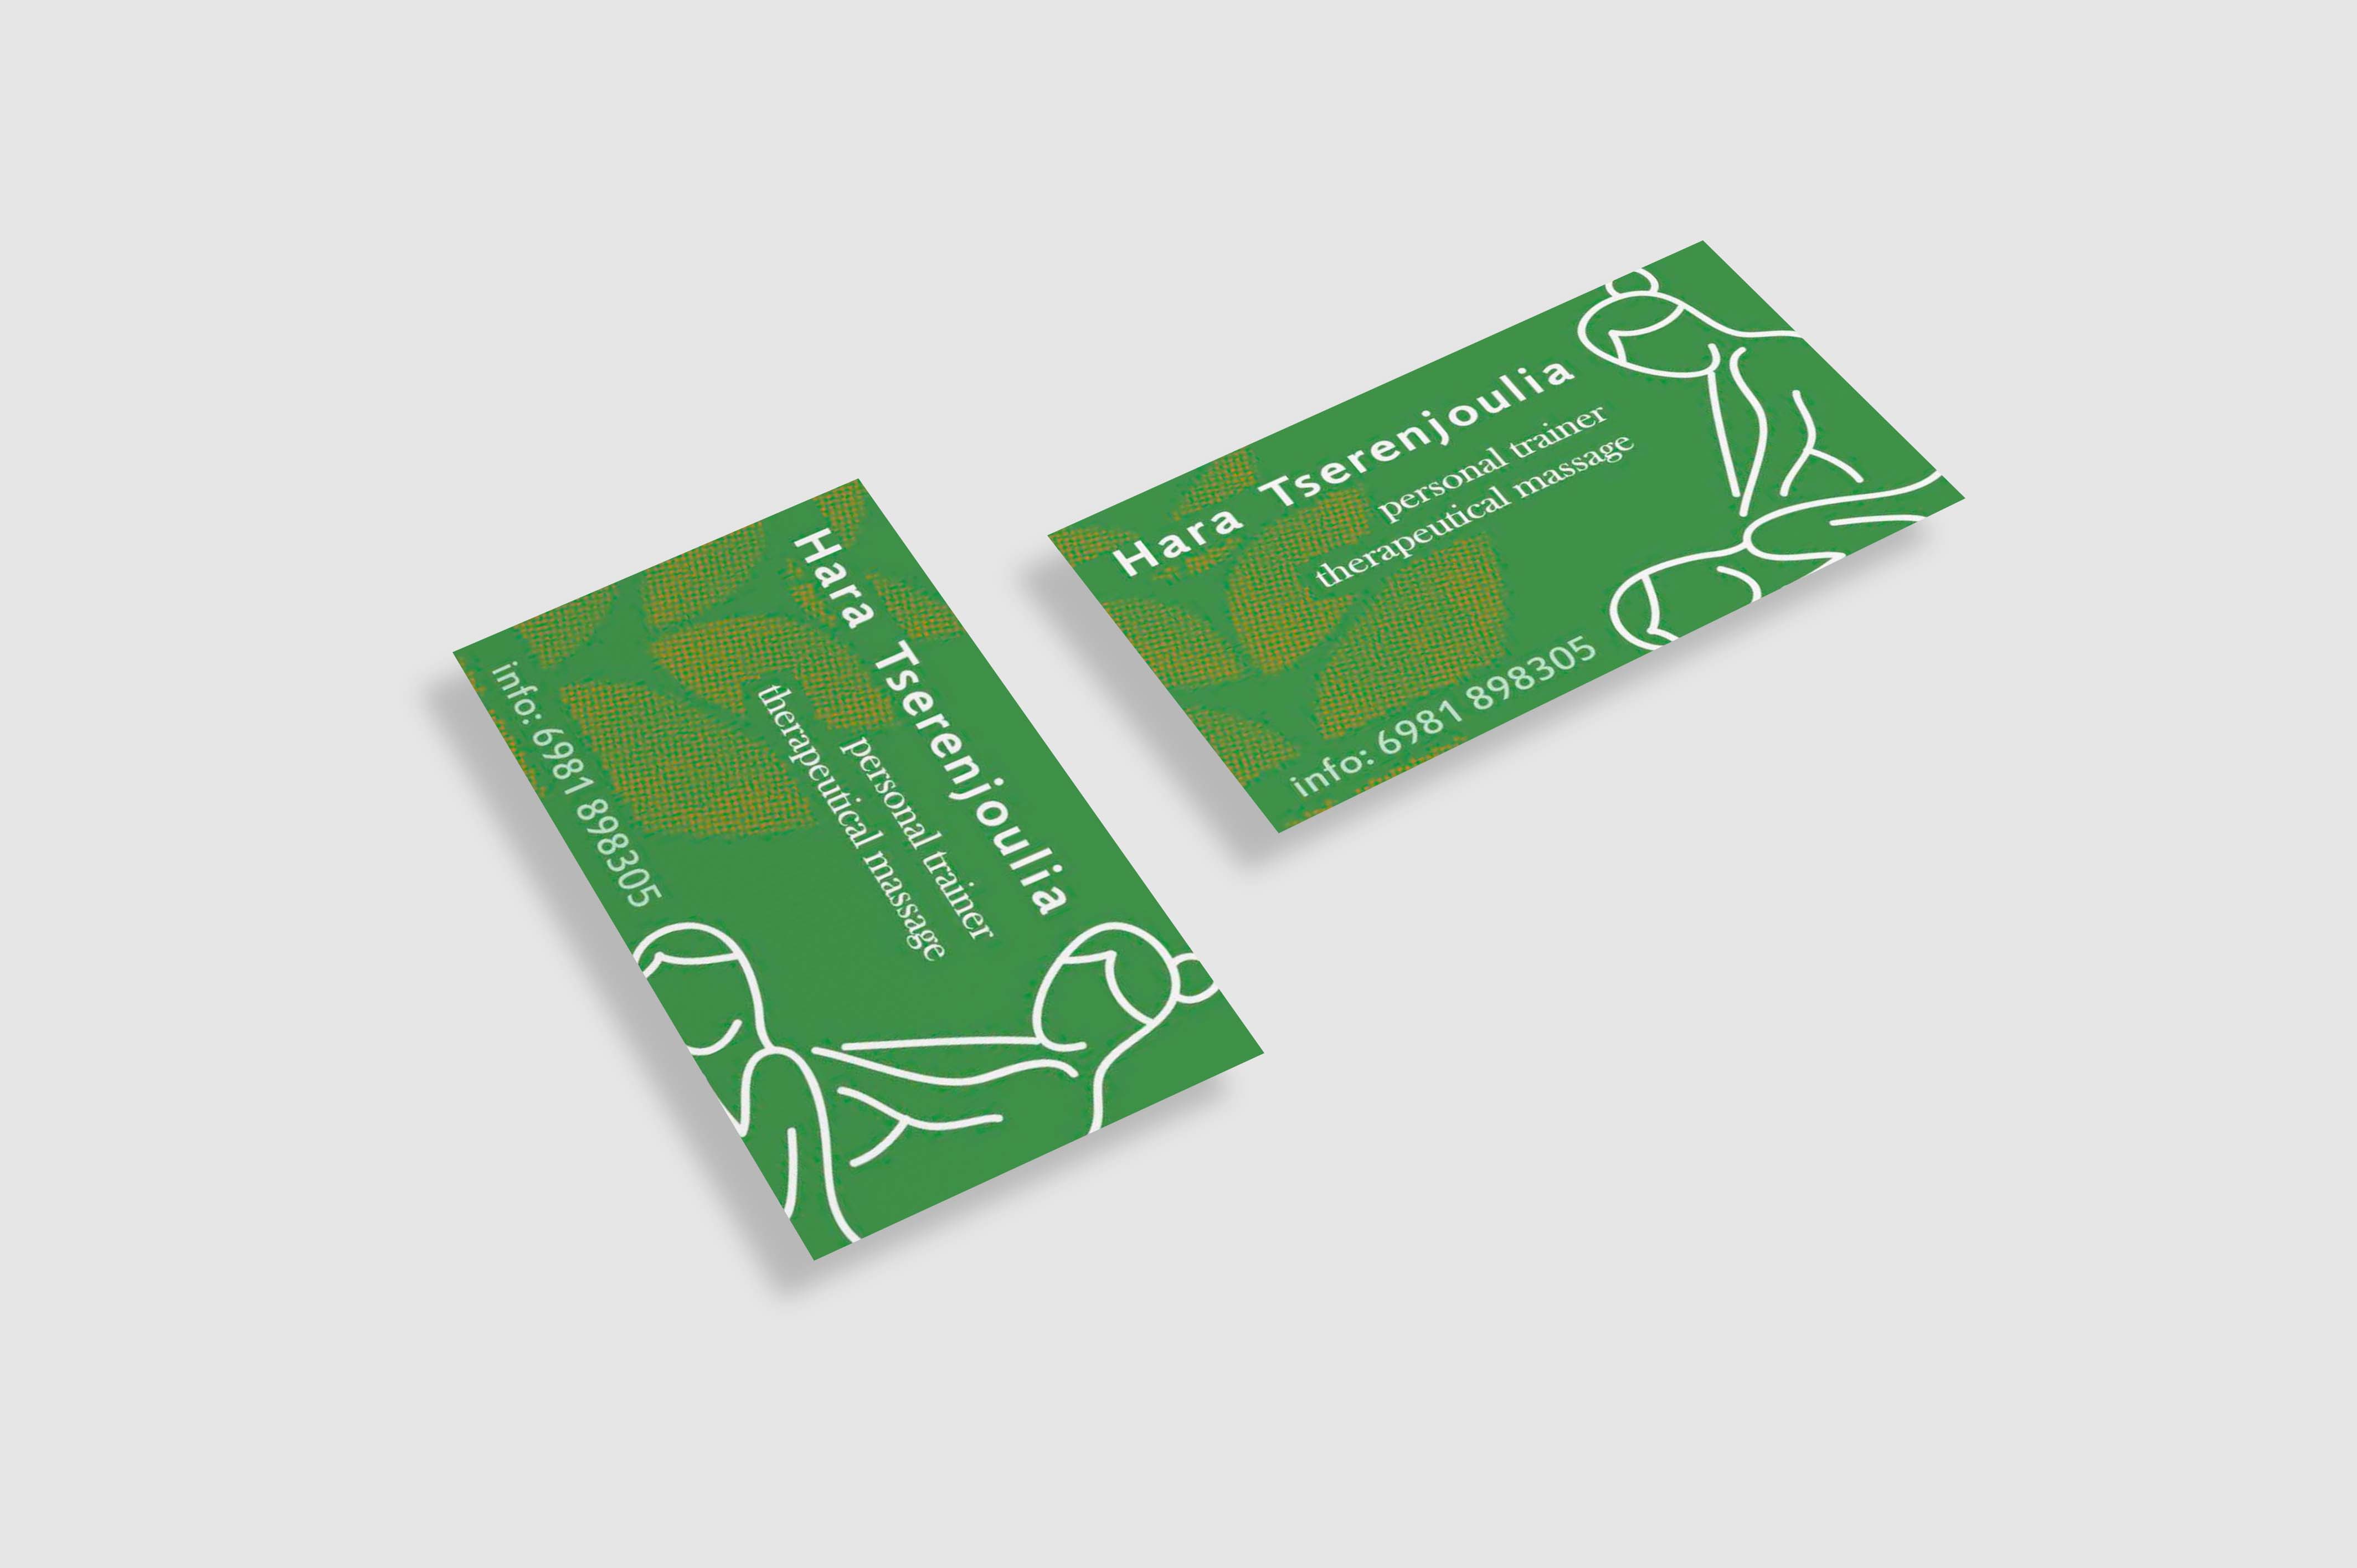 Hara Tserenjoulia
personal trainer
therapeutical massage
info: 6981 898305
Hara Tserenjoulia
personal trainer
therapeutical massage
info: 6981 898305